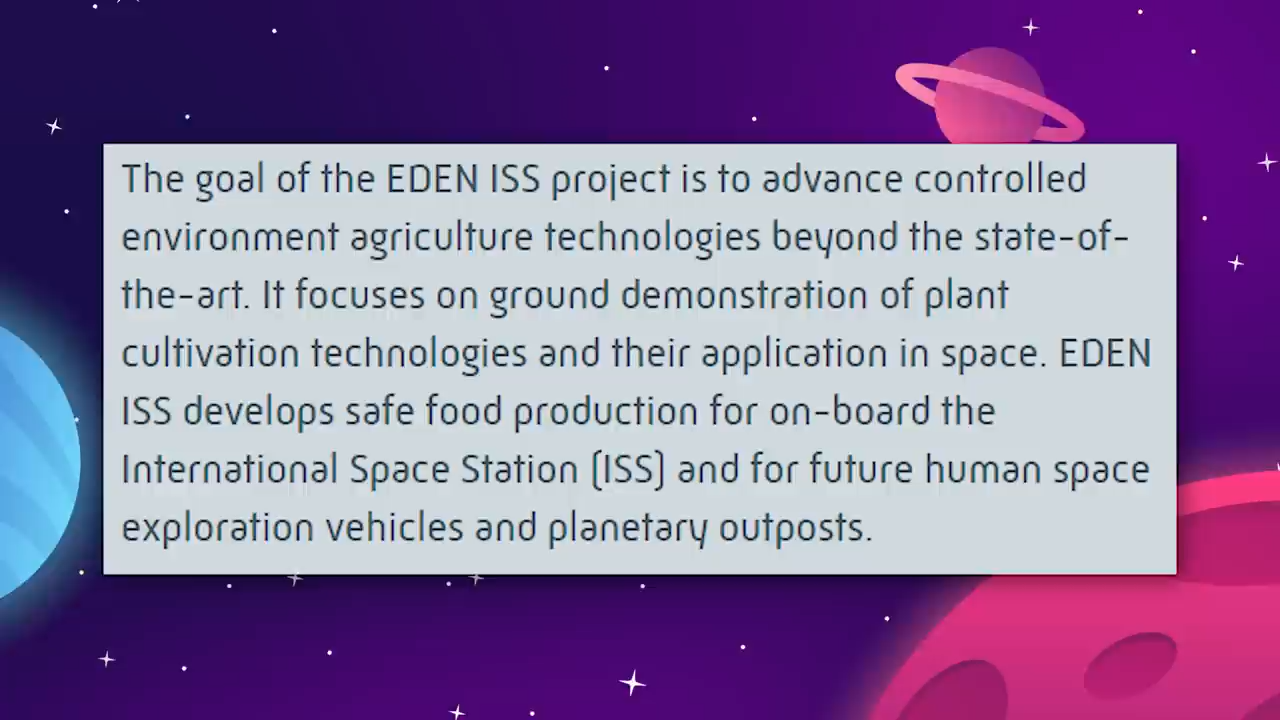 The goal of the EDEN ISS project is to advance controlled
environment agriculture technologies beyond the state-of-
the-art. It focuses on ground demonstration of plant
cultivation technologies and their application in space. EDEN
ISS develops safe food production for on-board the
International Space Station (ISS) and for future human space
exploration vehicles and planetary outposts.